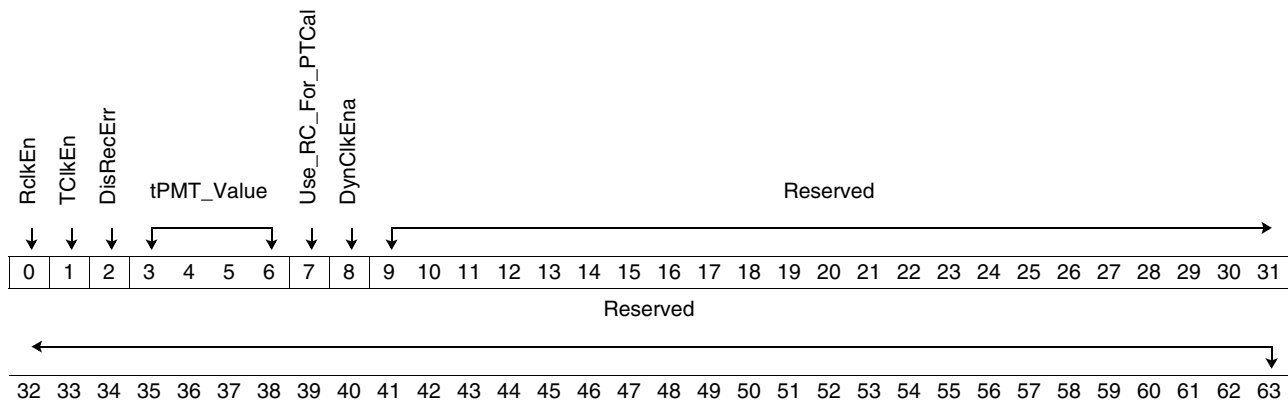 RclkEn
TClkEn
DisRecErr
tPMT_Value
Use_RC_For_PTCal
DynClkEna
Reserved
0 1 2 3 4 5 6 7 8 9 10 11 12 13 14 15 16 17 18 19 20 21 22 23 24 25 26 27 28 29 30 31
Reserved
32 33 34 35 36 37 38 39 40 41 42 43 44 45 46 47 48 49 50 51 52 53 54 55 56 57 58 59 60 61 62 63